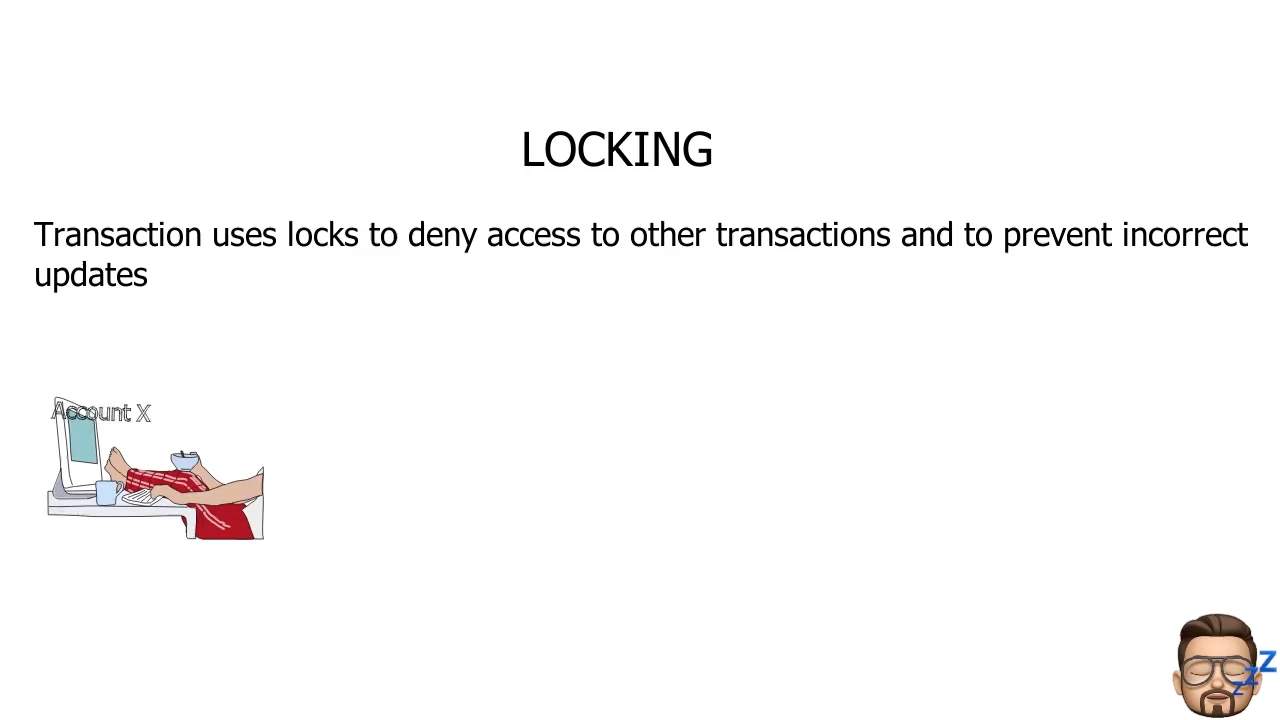 LOCKING
Transaction uses locks to deny access to other transactions and to prevent incorrect
updates
Account X
z
z
Z